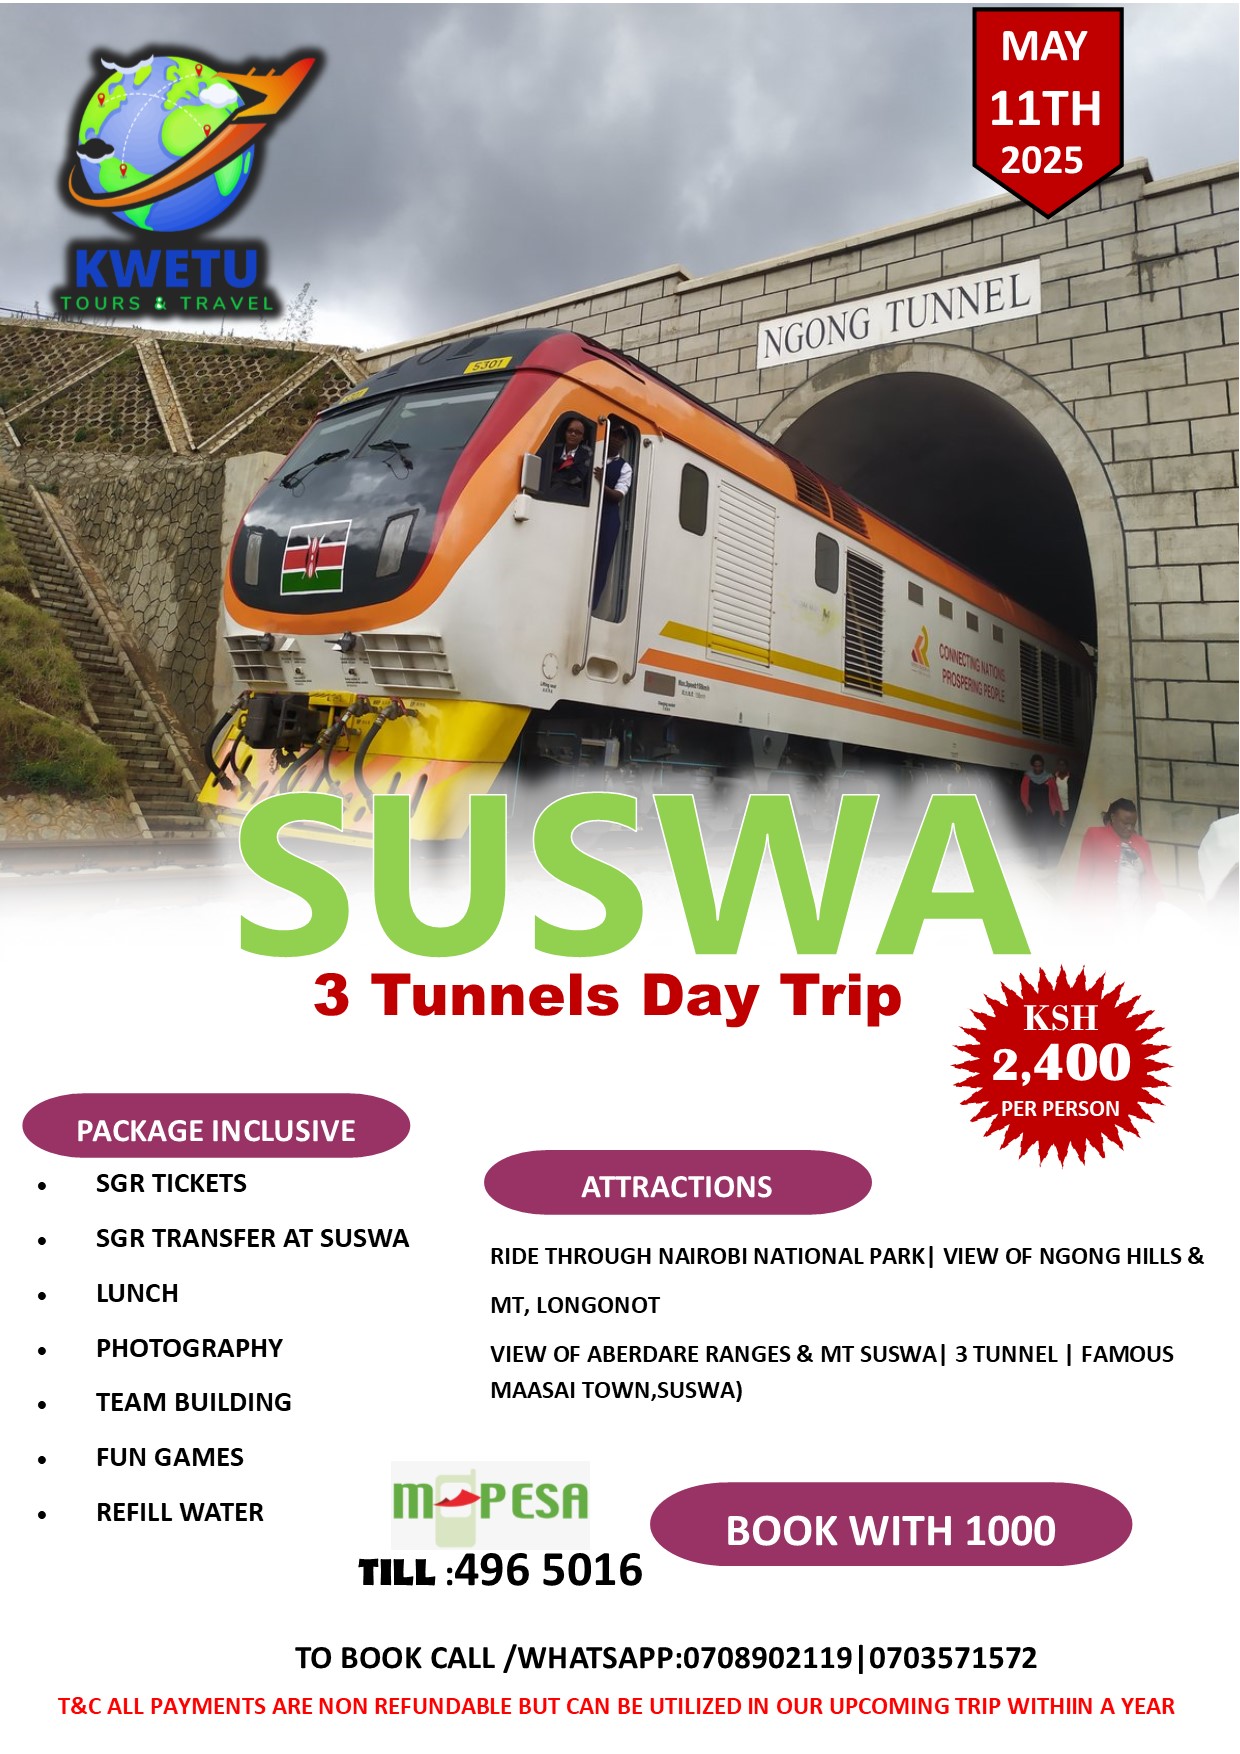 MAY
11TH
2025
KWETU
TOURS & TRAVEL
NGONG TUNNEL
S301
CONNECTING NATIONS.
PROSPERING PEOPLE
SUSWA
3 Tunnels Day Trip
KSH
2,400
PER PERSON
PACKAGE INCLUSIVE
• SGR TICKETS
• SGR TRANSFER AT SUSWA
• LUNCH
• PHOTOGRAPHY
• TEAM BUILDING
• FUN GAMES
• REFILL WATER
ATTRACTIONS
RIDE THROUGH NAIROBI NATIONAL PARK| VIEW OF NGONG HILLS &
MT, LONGONOT
VIEW OF ABERDARE RANGES & MT SUSWA| 3 TUNNEL | FAMOUS
MAASAI TOWN,SUSWA)
M-PESA
TILL :496 5016
BOOK WITH 1000
TO BOOK CALL /WHATSAPP:0708902119|0703571572
T&C ALL PAYMENTS ARE NON REFUNDABLE BUT CAN BE UTILIZED IN OUR UPCOMING TRIP WITHIIN A YEAR